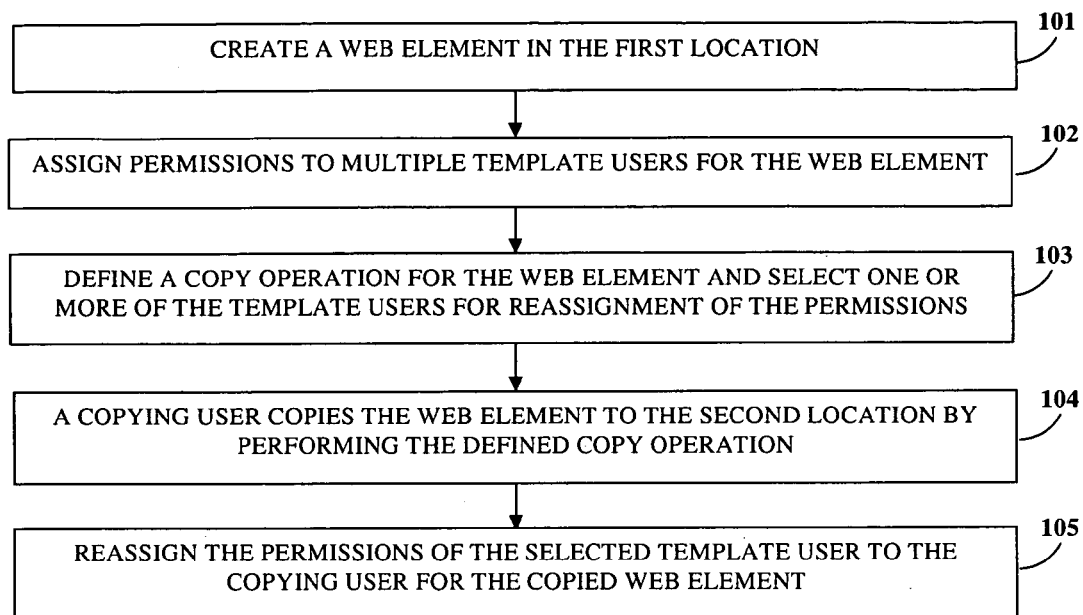 101
CREATE A WEB ELEMENT IN THE FIRST LOCATION
102
ASSIGN PERMISSIONS TO MULTIPLE TEMPLATE USERS FOR THE WEB ELEMENT
103
DEFINE A COPY OPERATION FOR THE WEB ELEMENT AND SELECT ONE OR
MORE OF THE TEMPLATE USERS FOR REASSIGNMENT OF THE PERMISSIONS
104
A COPYING USER COPIES THE WEB ELEMENT TO THE SECOND LOCATION BY
PERFORMING THE DEFINED COPY OPERATION
105
REASSIGN THE PERMISSIONS OF THE SELECTED TEMPLATE USER TO THE
COPYING USER FOR THE COPIED WEB ELEMENT